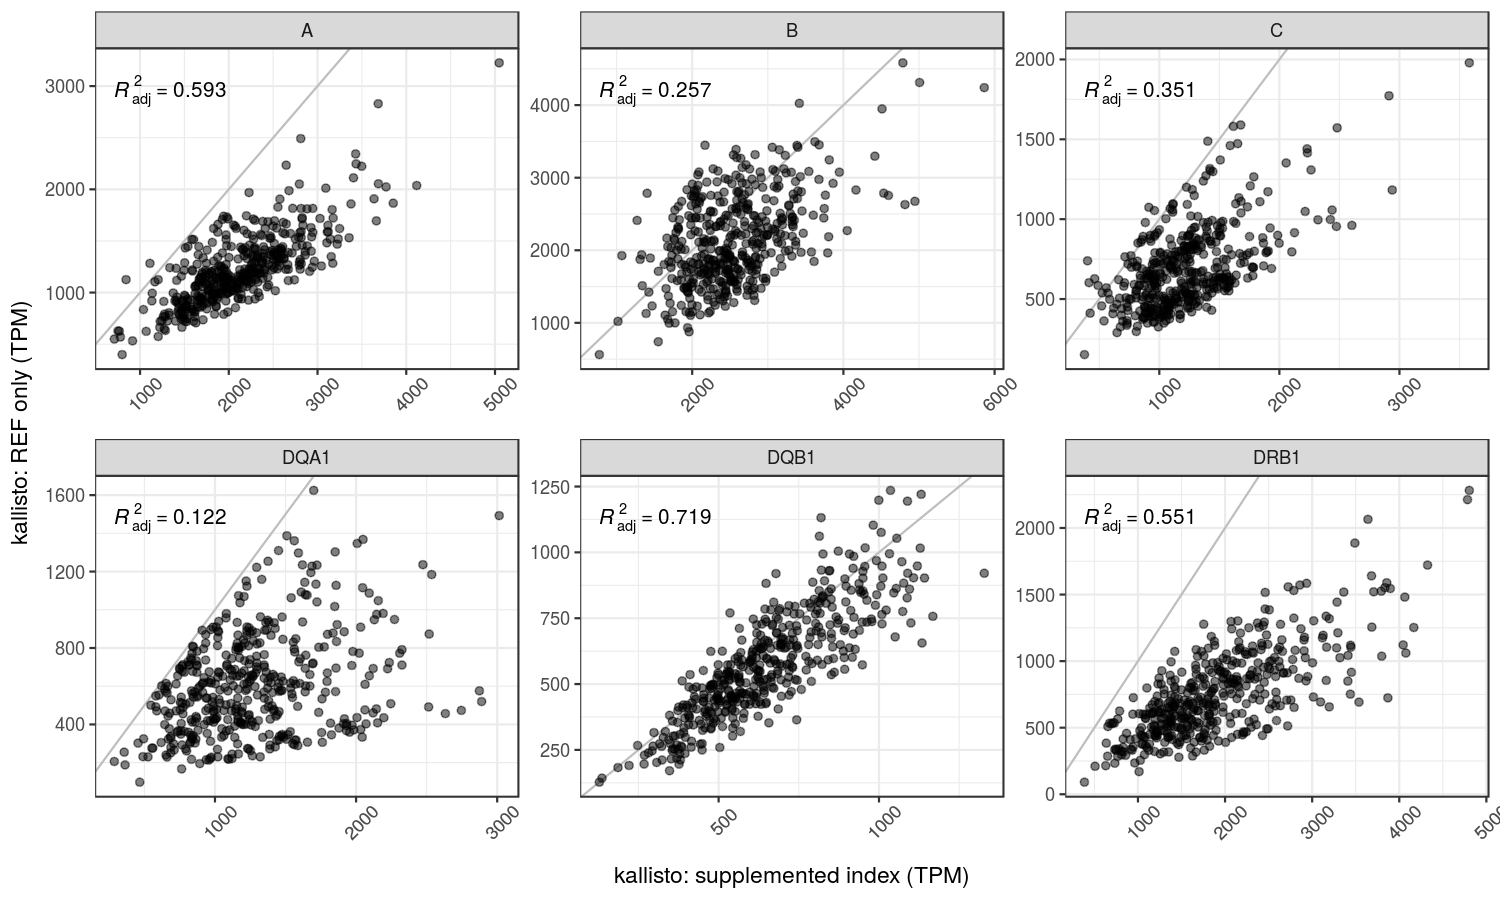 A
B
C
R²adj = 0.593
R²adj = 0.257
R²adj = 0.351
3000
2000
1000
4000
3000
2000
1000
2000
1500
1000
500
1000 2000 3000 4000 5000
2000 4000 6000
1000 2000 3000
kallisto: REF only (TPM)
DQA1
DQB1
DRB1
R²adj = 0.122
R²adj = 0.719
R²adj = 0.551
1600
1200
800
400
1250
1000
750
500
250
2000
1500
1000
500
0
1000 2000 3000
500 1000
1000 2000 3000 4000 5000
kallisto: supplemented index (TPM)